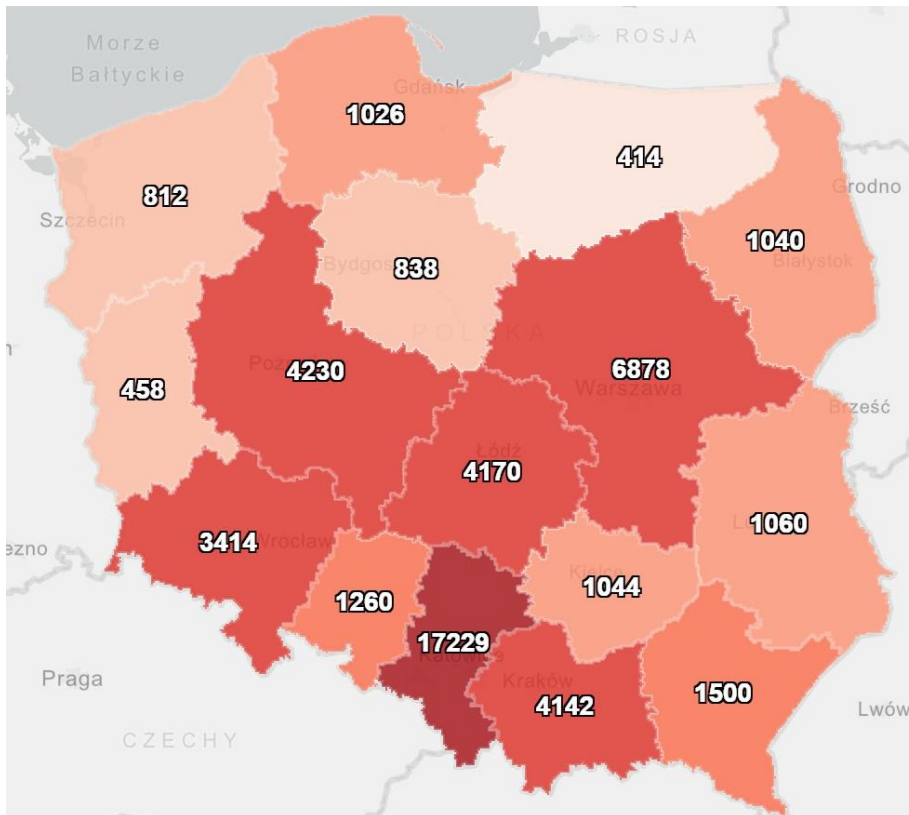 Morze
Bałtyckie
ROSJA
Gdańsk
1026
414
812
Szczecin
Grodno
1040
Białystok
838
POLSKA
4230
6878
Warszawa
458
Brześć
Łódź
4170
1060
3414
Wrocław
Kielce
1044
1260
17229
Katowice
Kraków
4142
1500
Praga
Lwów
CZECHY